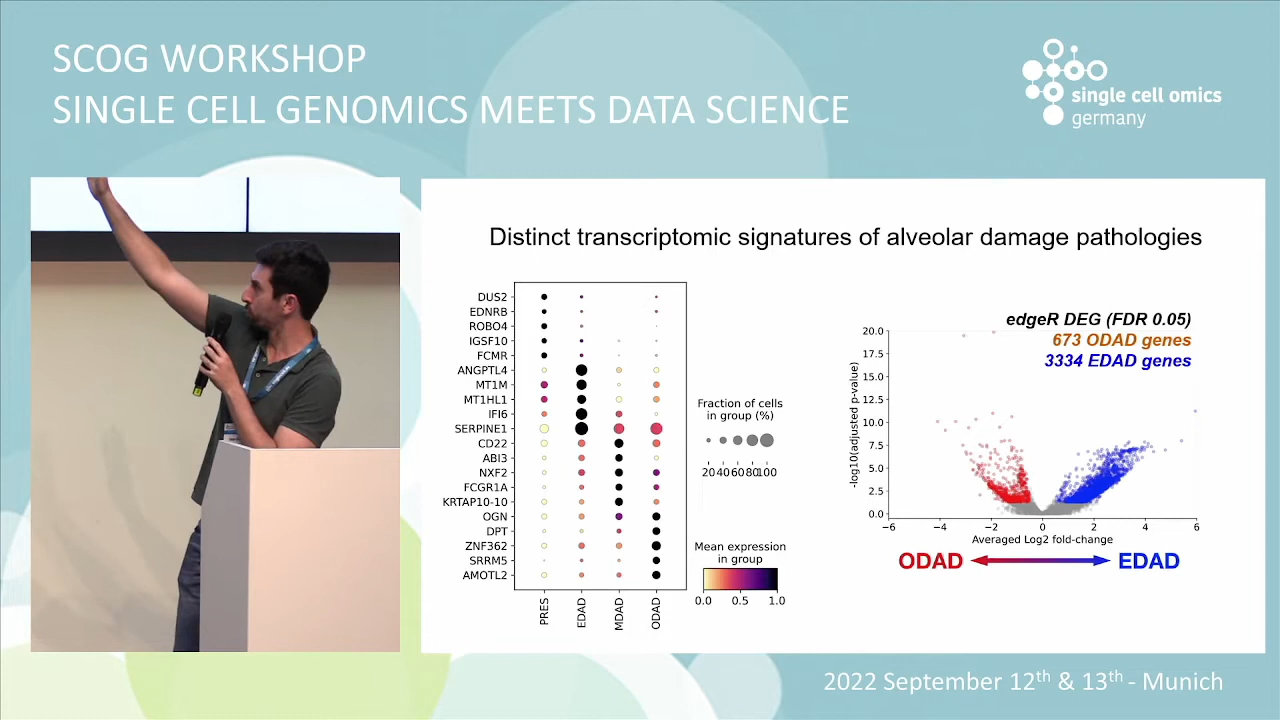 SCOG WORKSHOP
SINGLE CELL GENOMICS MEETS DATA SCIENCE
single cell omics
germany
Distinct transcriptomic signatures of alveolar damage pathologies
DUS2
EDNRB
ROBO4
IGSF10
FCMR
ANGPTL4
MT1M
MT1HL1
IFI6
SERPINE1
CD22
ABI3
NXF2
FCGR1A
KRTAP10-10
OGN
DPT
ZNF362
SRRM5
AMOTL2
PRES
EDAD
MDAD
ODAD
Fraction of cells
in group (%)
20 40 60 80 100
Mean expression
in group
0.0 0.5 1.0
edgeR DEG (FDR 0.05)
673 ODAD genes
3334 EDAD genes
-log10(adjusted p-value)
20.0
17.5
15.0
12.5
10.0
7.5
5.0
2.5
0.0
−6 −4 −2 0 2 4 6
Averaged Log2 fold-change
ODAD EDAD
2022 September 12th & 13th - Munich